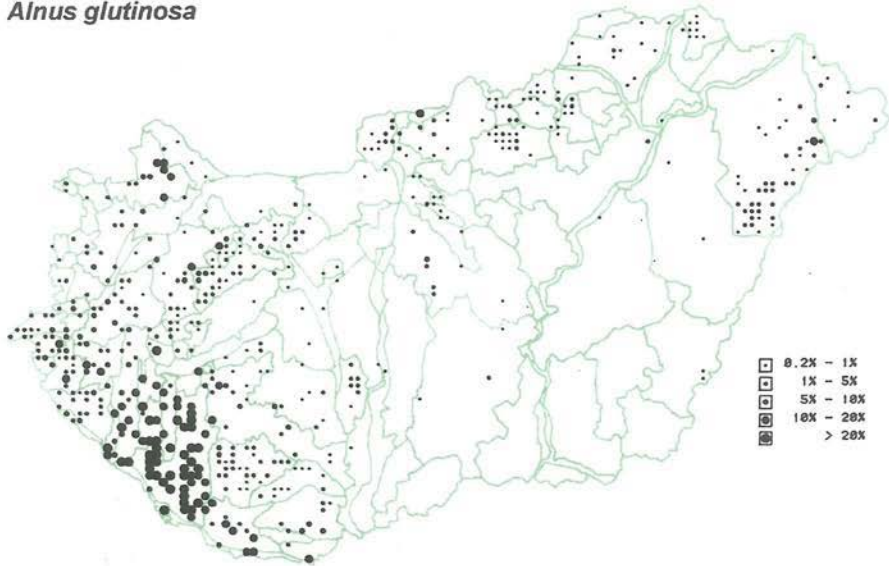 Alnus glutinosa
0.2% - 1%
1% - 5%
5% - 10%
10% - 20%
> 20%